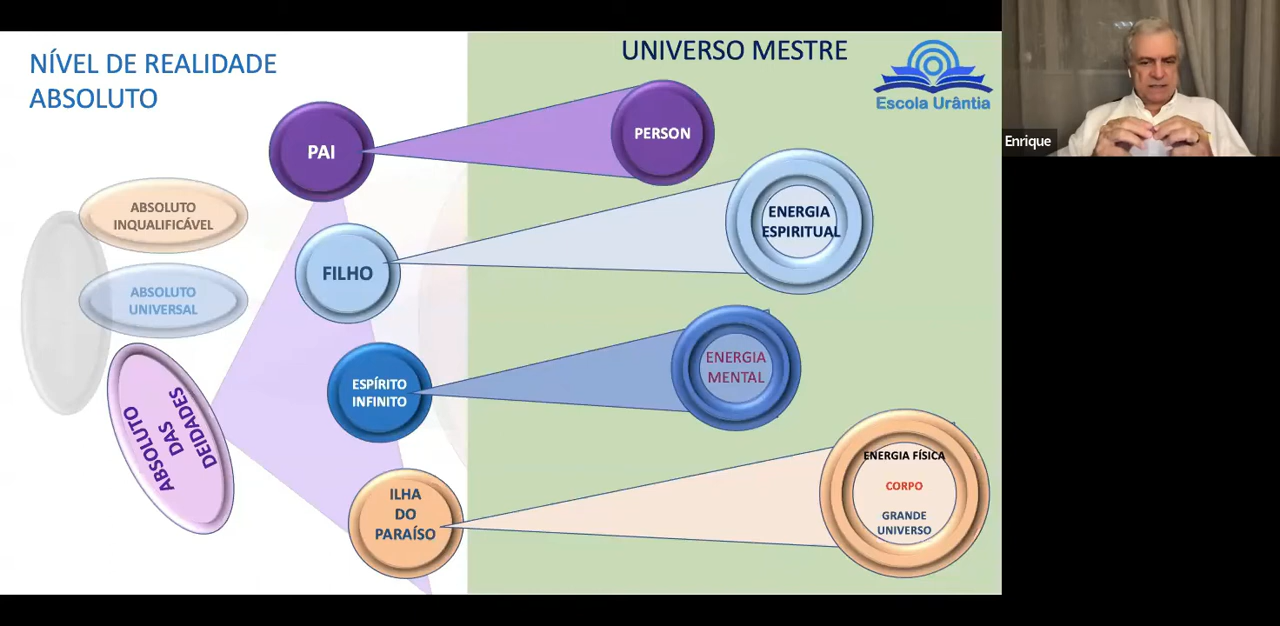 NÍVEL DE REALIDADE
ABSOLUTO
UNIVERSO MESTRE
Escola Urântia
Enrique
PAI
PERSON
ABSOLUTO
INQUALIFICÁVEL
ENERGIA
ESPIRITUAL
FILHO
ABSOLUTO
UNIVERSAL
ESPÍRITO
INFINITO
ENERGIA
MENTAL
ABSOLUTO
DAS
DEIDADES
ILHA
DO
PARAÍSO
ENERGIA FÍSICA
CORPO
GRANDE
UNIVERSO